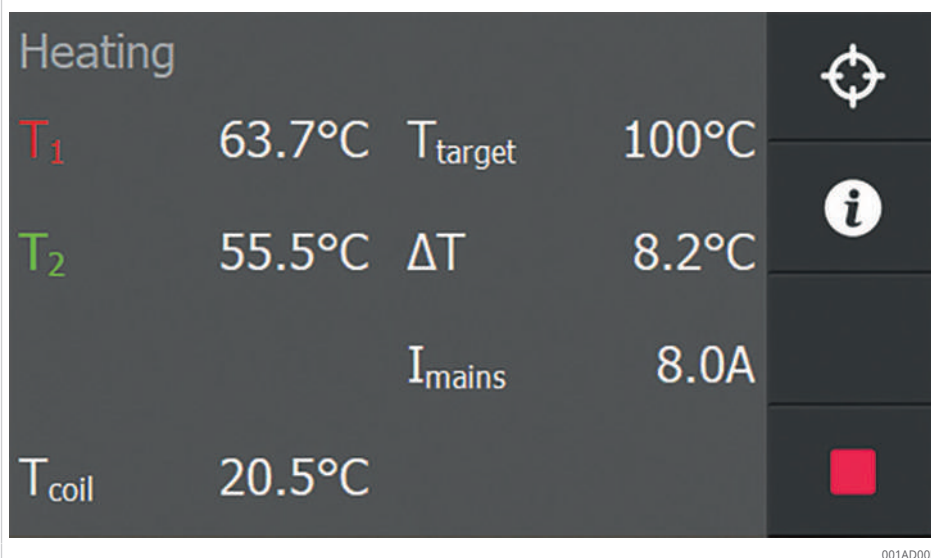 Heating
T1 63.7°C Ttarget 100°C
T2 55.5°C ΔT 8.2°C
Imains 8.0A
Tcoil 20.5°C
i
001AD00